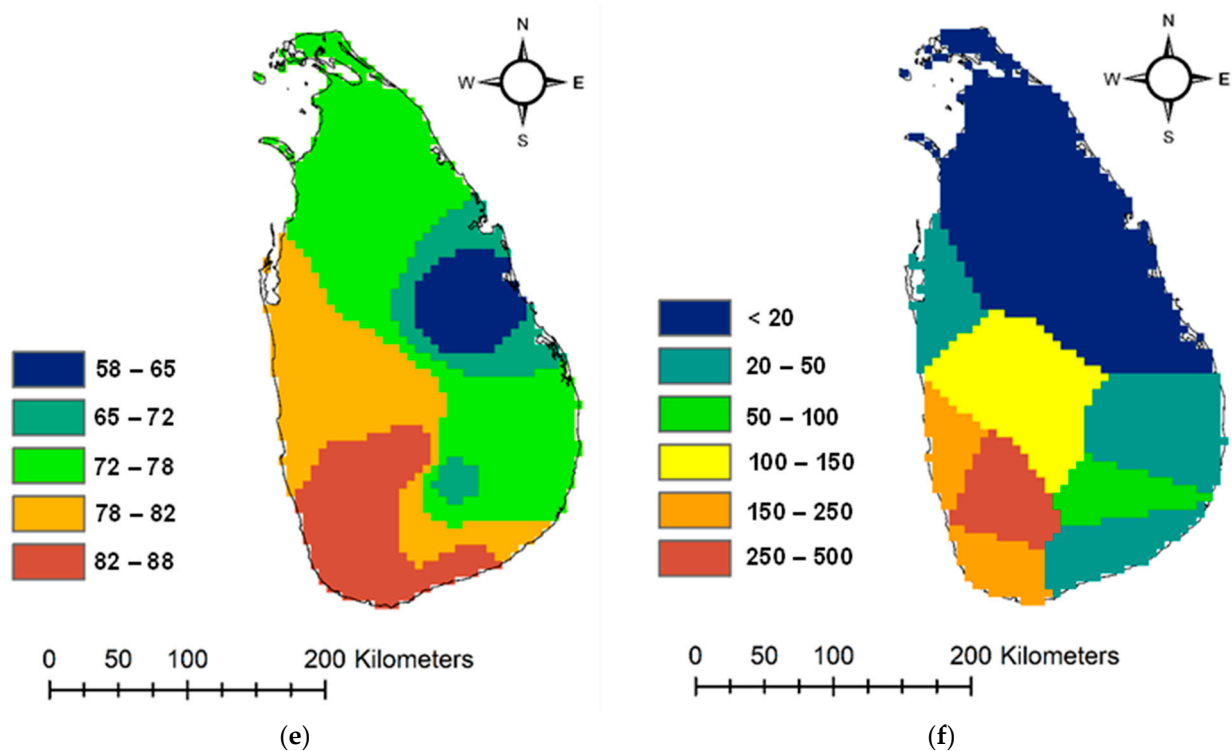 N
W E
S
58 – 65
65 – 72
72 – 78
78 – 82
82 – 88
0 50 100 200 Kilometers
(e)
N
W E
S
< 20
20 – 50
50 – 100
100 – 150
150 – 250
250 – 500
0 50 100 200 Kilometers
(f)